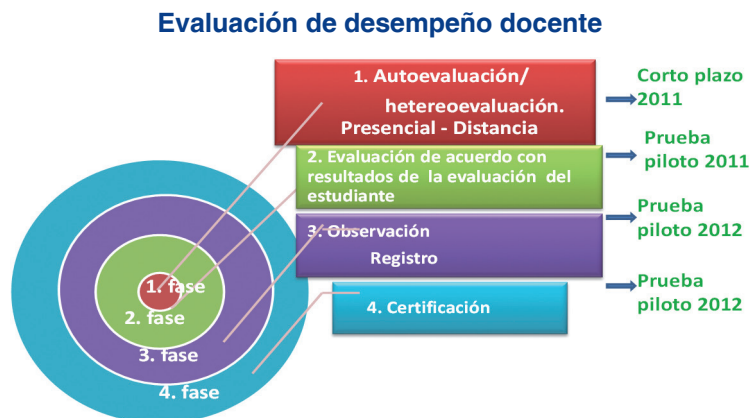 Evaluación de desempeño docente
1. Autoevaluación/
hetereoevaluación.
Presencial - Distancia
Corto plazo
2011
2. Evaluación de acuerdo con
resultados de la evaluación del
estudiante
Prueba
piloto 2011
3. Observación
Registro
Prueba
piloto 2012
4. Certificación
Prueba
piloto 2012
1. fase
2. fase
3. fase
4. fase